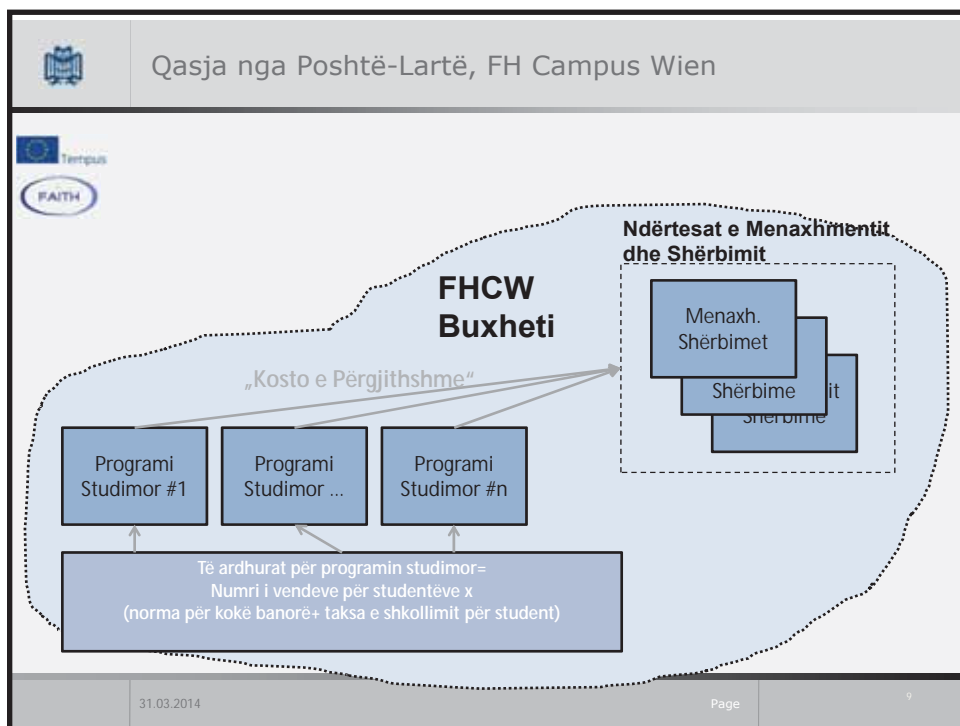 Qasja nga Poshtë-Lartë, FH Campus Wien
Tempus
FAITH
Ndërtesat e Menaxhmentit
dhe Shërbimit
FHCW
Buxheti
Menaxh.
Shërbimet
Shërbime it
Shërbime
„Kosto e Përgjithshme“
Programi
Studimor #1
Programi
Studimor ...
Programi
Studimor #n
Të ardhurat për programin studimor=
Numri i vendeve për studentëve x
(norma për kokë banorë+ taksa e shkollimit për student)
31.03.2014
Page
9